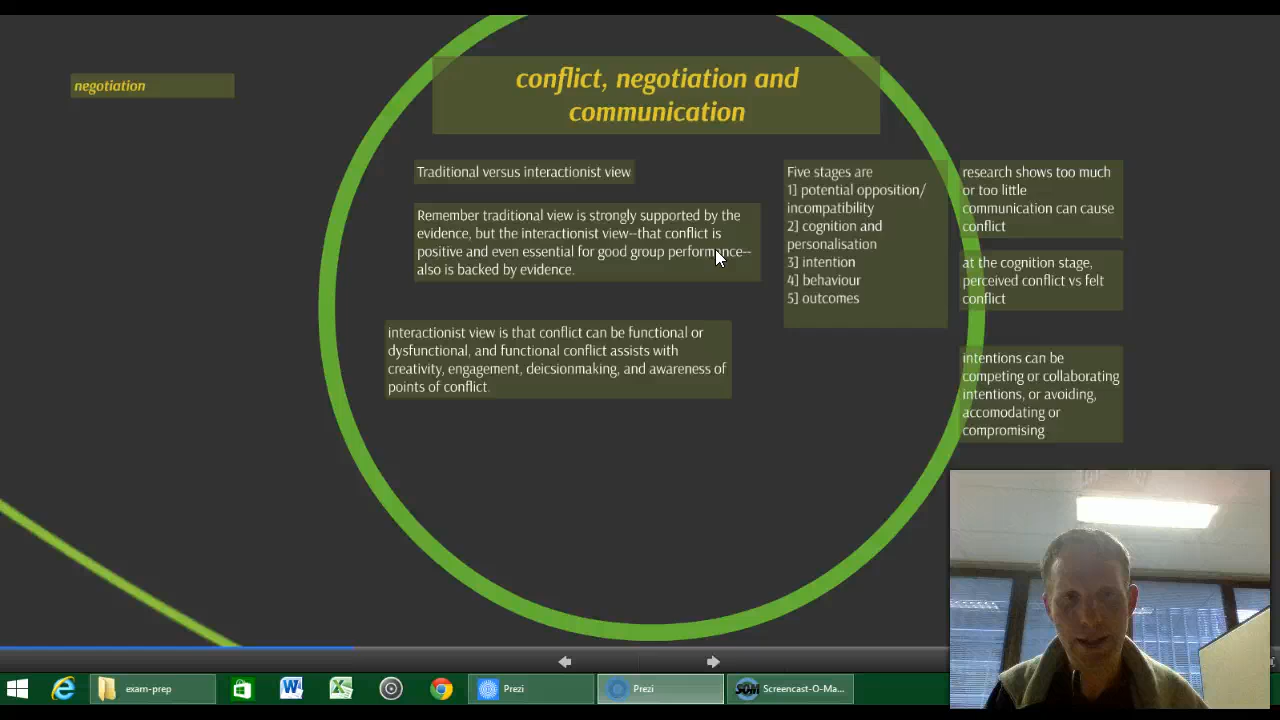 negotiation
conflict, negotiation and
communication
Traditional versus interactionist view
Remember traditional view is strongly supported by the
evidence, but the interactionist view--that conflict is
positive and even essential for good group performance--
also is backed by evidence.
interactionist view is that conflict can be functional or
dysfunctional, and functional conflict assists with
creativity, engagement, deicsionmaking, and awareness of
points of conflict.
Five stages are
1] potential opposition/
incompatibility
2] cognition and
personalisation
3] intention
4] behaviour
5] outcomes
research shows too much
or too little
communication can cause
conflict
at the cognition stage,
perceived conflict vs felt
conflict
intentions can be
competing or collaborating
intentions, or avoiding,
accomodating or
compromising
exam-prep
Prezi
Prezi
SOM
Screencast-O-Ma...